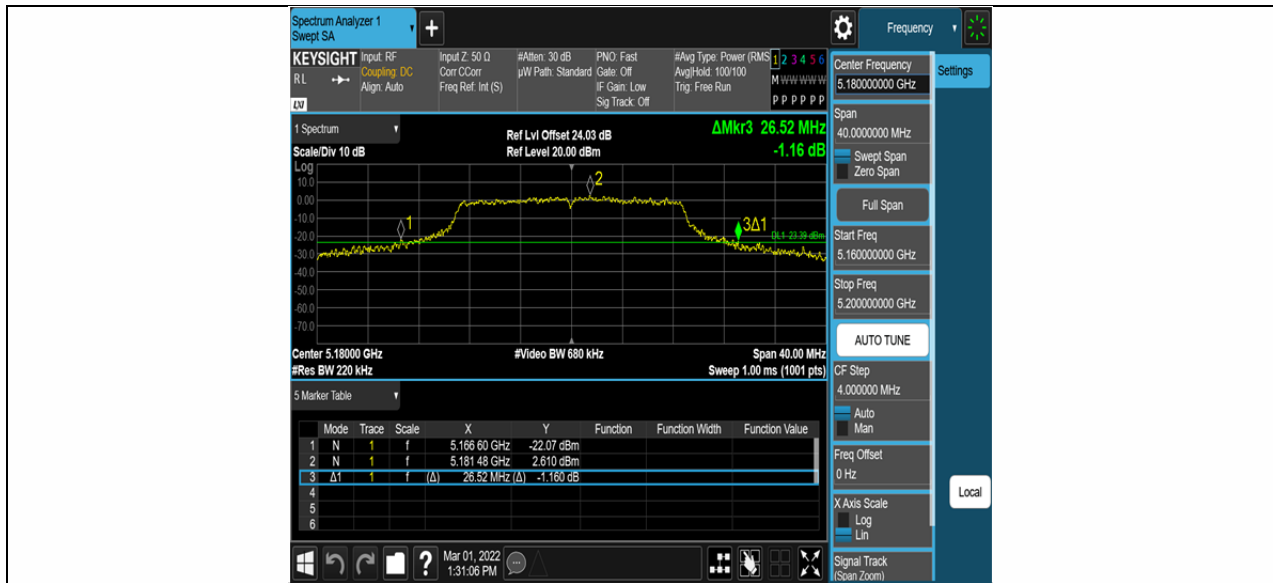 Spectrum Analyzer 1
Swept SA
+
Frequency
KEYSIGHT
RL
LXI
Input: RF
Coupling: DC
Align: Auto
Input Z: 50 Ω
Corr CCorr
Freq Ref: Int (S)
#Atten: 30 dB
µW Path: Standard
PNO: Fast
Gate: Off
IF Gain: Low
Sig Track: Off
#Avg Type: Power (RMS
Avg|Hold: 100/100
Trig: Free Run
1 2 3 4 5 6
M W W W W W
P P P P P P
1 Spectrum
Scale/Div 10 dB
Ref Lvl Offset 24.03 dB
Ref Level 20.00 dBm
ΔMkr3 26.52 MHz
-1.16 dB
Log
10.0
0.00
-10.0
-20.0
-30.0
-40.0
-50.0
-60.0
-70.0
1
2
3Δ1
DL1 -23.39 dBm
Center 5.18000 GHz
#Video BW 680 kHz
Span 40.00 MHz
#Res BW 220 kHz
Sweep 1.00 ms (1001 pts)
5 Marker Table
Mode Trace Scale X Y Function Function Width Function Value
1 N 1 f 5.166 60 GHz -22.07 dBm
2 N 1 f 5.181 48 GHz 2.610 dBm
3 Δ1 1 f (Δ) 26.52 MHz (Δ) -1.160 dB
4
5
6
?
Mar 01, 2022
1:31:06 PM
Center Frequency
5.180000000 GHz
Span
40.0000000 MHz
Swept Span
Zero Span
Full Span
Start Freq
5.160000000 GHz
Stop Freq
5.200000000 GHz
AUTO TUNE
CF Step
4.000000 MHz
Auto
Man
Freq Offset
0 Hz
X Axis Scale
Log
Lin
Signal Track
(Span Zoom)
Settings
Local